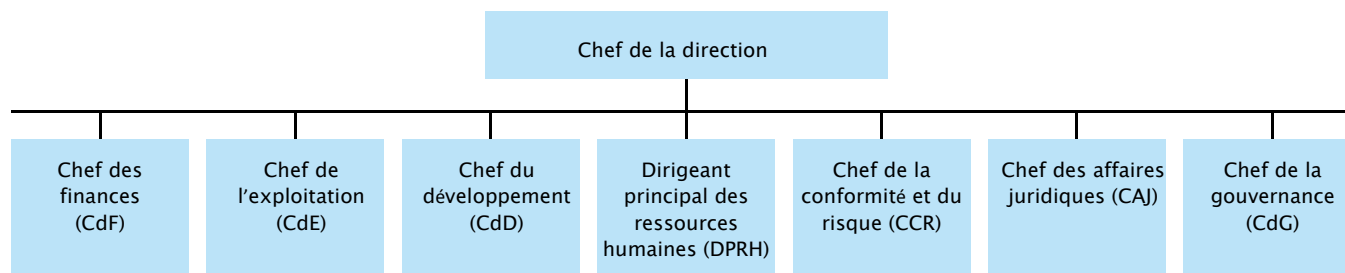 Chef de la direction
Chef des
finances
(CdF)
Chef de
l'exploitation
(CdE)
Chef du
développement
(CdD)
Dirigeant
principal des
ressources
humaines (DPRH)
Chef de la
conformité et du
risque (CCR)
Chef des affaires
juridiques (CAJ)
Chef de la
gouvernance
(CdG)